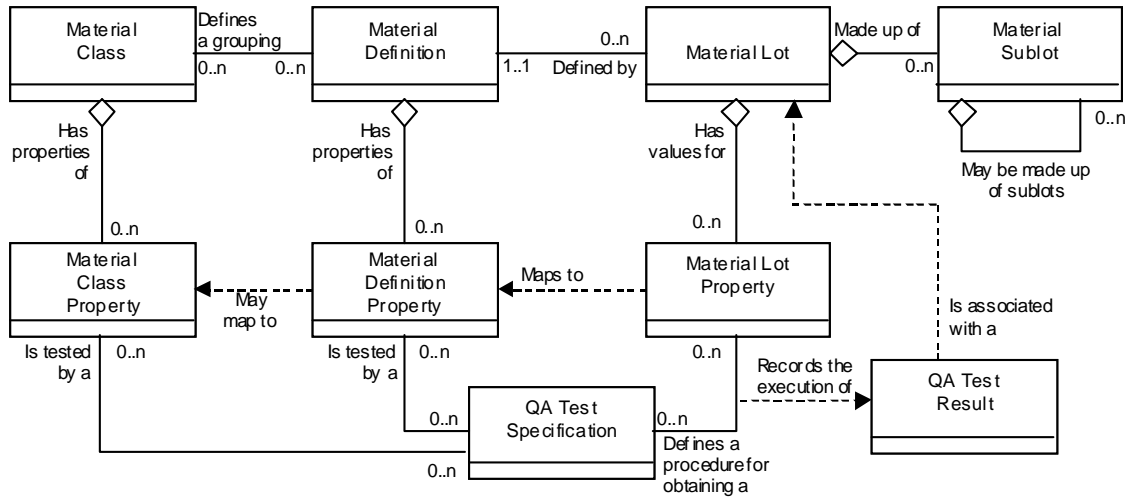 Material
Class
Defines
a grouping
0..n
0..n
Material
Definition
1..1
0..n
Defined by
Material Lot
Made up of
0..n
Material
Sublot
0..n
May be made up
of sublots
Has
properties
of
0..n
Has
properties
of
0..n
Has
values for
0..n
Material
Class
Property
May
map to
Material
Definition
Property
Maps to
Material Lot
Property
Is associated
with a
Is tested
by a
0..n
Is tested
by a
0..n
0..n
Records the
execution of
QA Test
Result
0..n
QA Test
Specification
0..n
0..n
Defines a
procedure for
obtaining a